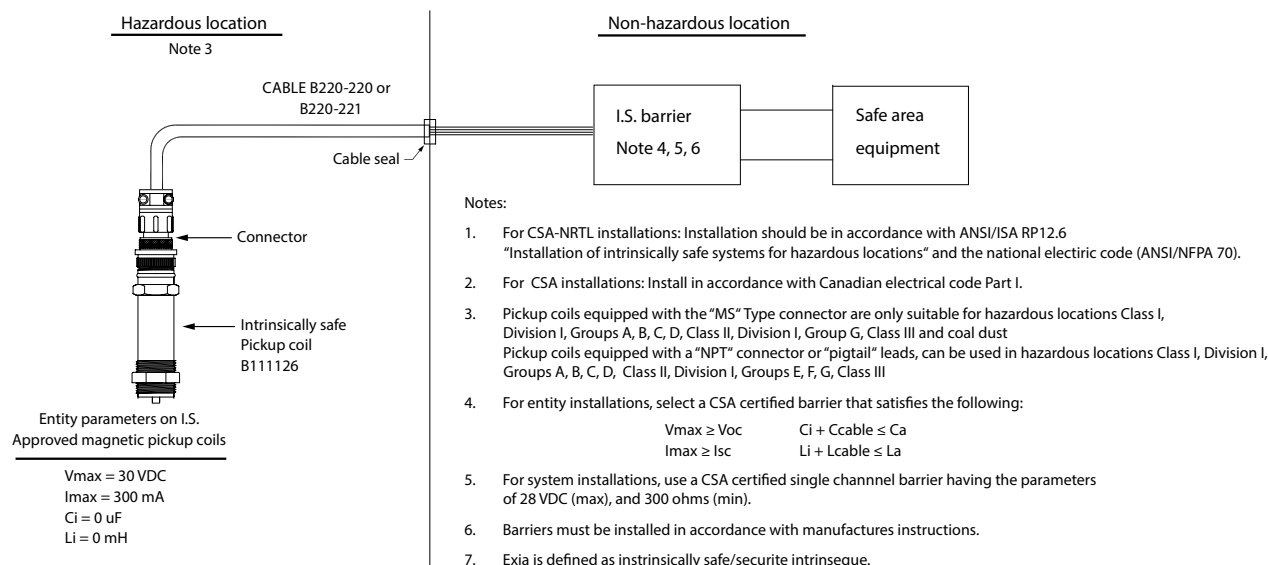 Hazardous location
Note 3
Non-hazardous location
CABLE B220-220 or
B220-221
Cable seal
I.S. barrier
Note 4, 5, 6
Safe area
equipment
Connector
Intrinsically safe
Pickup coil
B111126
Entity parameters on I.S.
Approved magnetic pickup coils
Vmax = 30 VDC
Imax = 300 mA
Ci = 0 uF
Li = 0 mH
Notes:
1. For CSA-NRTL installations: Installation should be in accordance with ANSI/ISA RP12.6
"Installation of intrinsically safe systems for hazardous locations" and the national electiric code (ANSI/NFPA 70).
2. For CSA installations: Install in accordance with Canadian electrical code Part I.
3. Pickup coils equipped with the "MS" Type connector are only suitable for hazardous locations Class I,
Division I, Groups A, B, C, D, Class II, Division I, Group G, Class III and coal dust
Pickup coils equipped with a "NPT" connector or "pigtail" leads, can be used in hazardous locations Class I, Division I,
Groups A, B, C, D, Class II, Division I, Groups E, F, G, Class III
4. For entity installations, select a CSA certified barrier that satisfies the following:
Vmax ≥ Voc Ci + Ccable ≤ Ca
Imax ≥ Isc Li + Lcable ≤ La
5. For system installations, use a CSA certified single channnel barrier having the parameters
of 28 VDC (max), and 300 ohms (min).
6. Barriers must be installed in accordance with manufactures instructions.
7. Exia is defined as instrinsically safe/securite intrinseque.